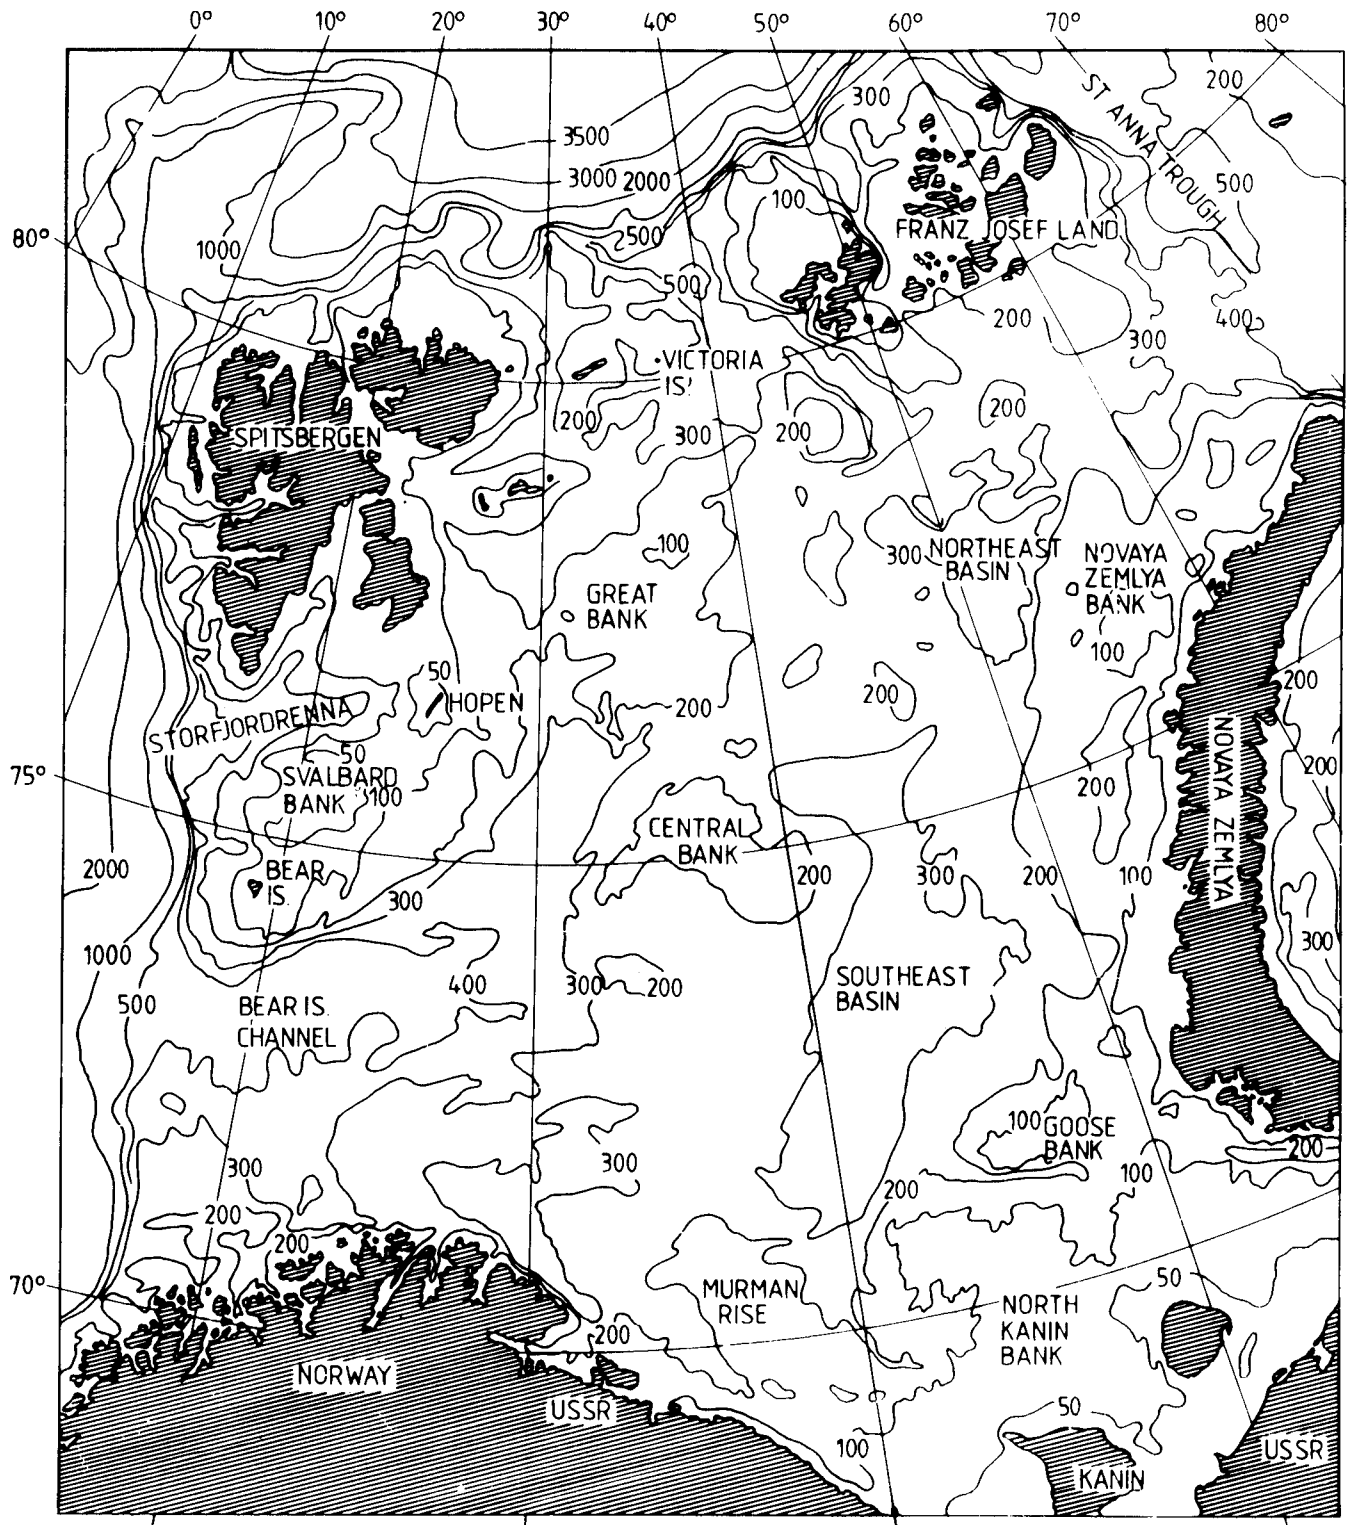 0° 10° 20° 30° 40° 50° 60° 70° 80°
200
300
ST ANNA TROUGH
3500
3000 2000
500
100
FRANZ JOSEF LAND
80°
1000
500
500
200
400
300
VICTORIA
IS.
200
200
300
200
SPITSBERGEN
100
300
NORTHEAST
BASIN
NOVAYA
ZEMLYA
BANK
GREAT
BANK
100
50
HOPEN
200
200
200
STORFJORDRENNA
50
SVALBARD
BANK
100
75°
200
200
NOVAYA ZEMLYA
CENTRAL
BANK
2000
BEAR
IS.
300
200
300
200
100
300
1000
500
400
300
200
SOUTHEAST
BASIN
BEAR IS.
CHANNEL
100
GOOSE
BANK
200
300
300
100
200
200
200
70°
50
MURMAN
RISE
NORTH
KANIN
BANK
200
NORWAY
USSR
50
100
USSR
KANIN